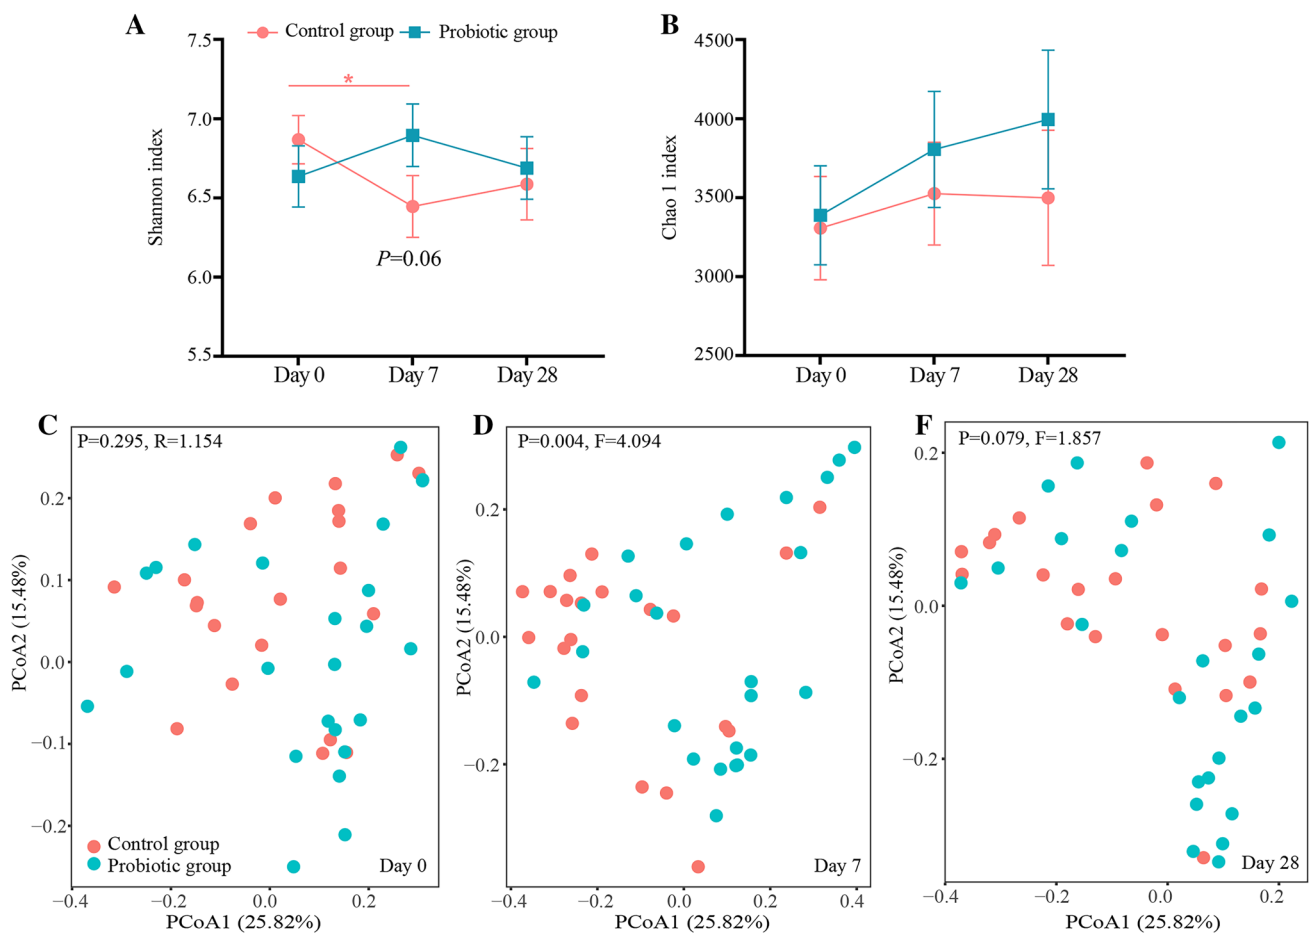 A
Control group
Probiotic group
7.5
7.0
6.5
6.0
5.5
Shannon index
*
P=0.06
Day 0
Day 7
Day 28
B
4500
4000
3500
3000
2500
Chao 1 index
Day 0
Day 7
Day 28
C
P=0.295, R=1.154
0.2
0.1
0.0
−0.1
−0.2
PCoA2 (15.48%)
Control group
Probiotic group
Day 0
−0.4
−0.2
0.0
0.2
PCoA1 (25.82%)
D
P=0.004, F=4.094
0.2
0.0
−0.2
PCoA2 (15.48%)
Day 7
−0.4
−0.2
0.0
0.2
0.4
PCoA1 (25.82%)
F
P=0.079, F=1.857
0.2
0.0
−0.2
PCoA2 (15.48%)
Day 28
−0.4
−0.2
0.0
0.2
PCoA1 (25.82%)